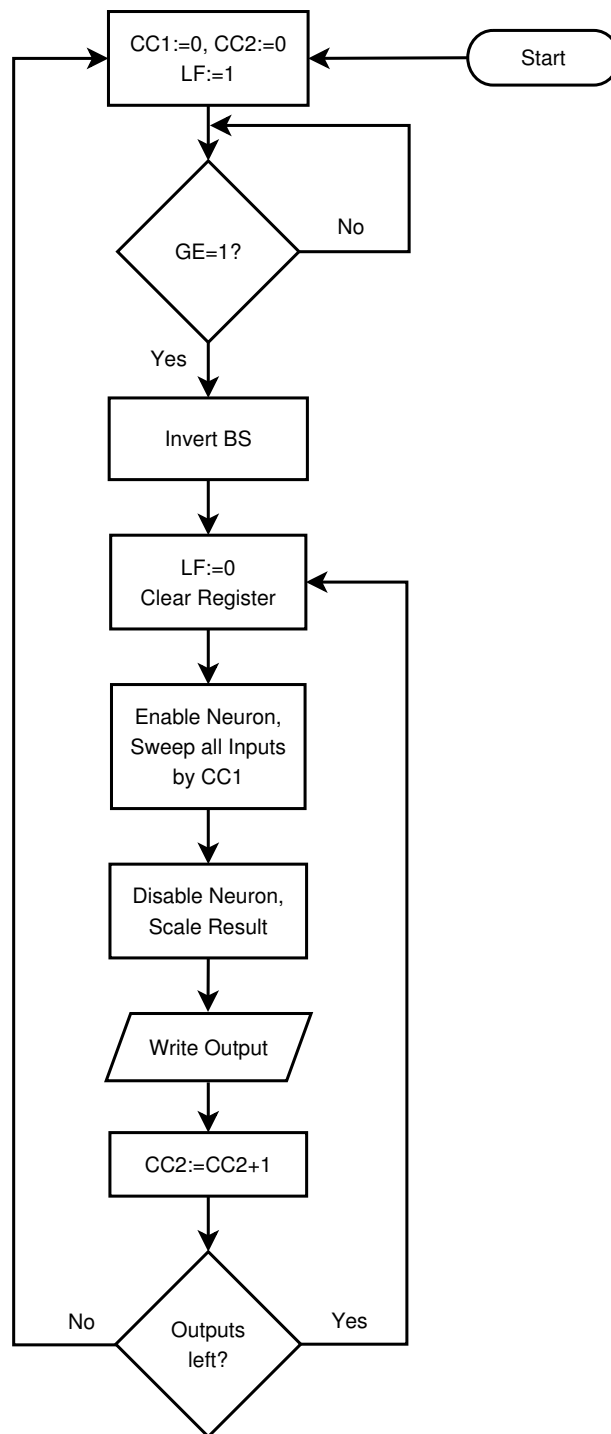 CC1:=0, CC2:=0
LF:=1
Start
GE=1?
No
Yes
Invert BS
LF:=0
Clear Register
Enable Neuron,
Sweep all Inputs
by CC1
Disable Neuron,
Scale Result
Write Output
CC2:=CC2+1
No
Outputs
left?
Yes